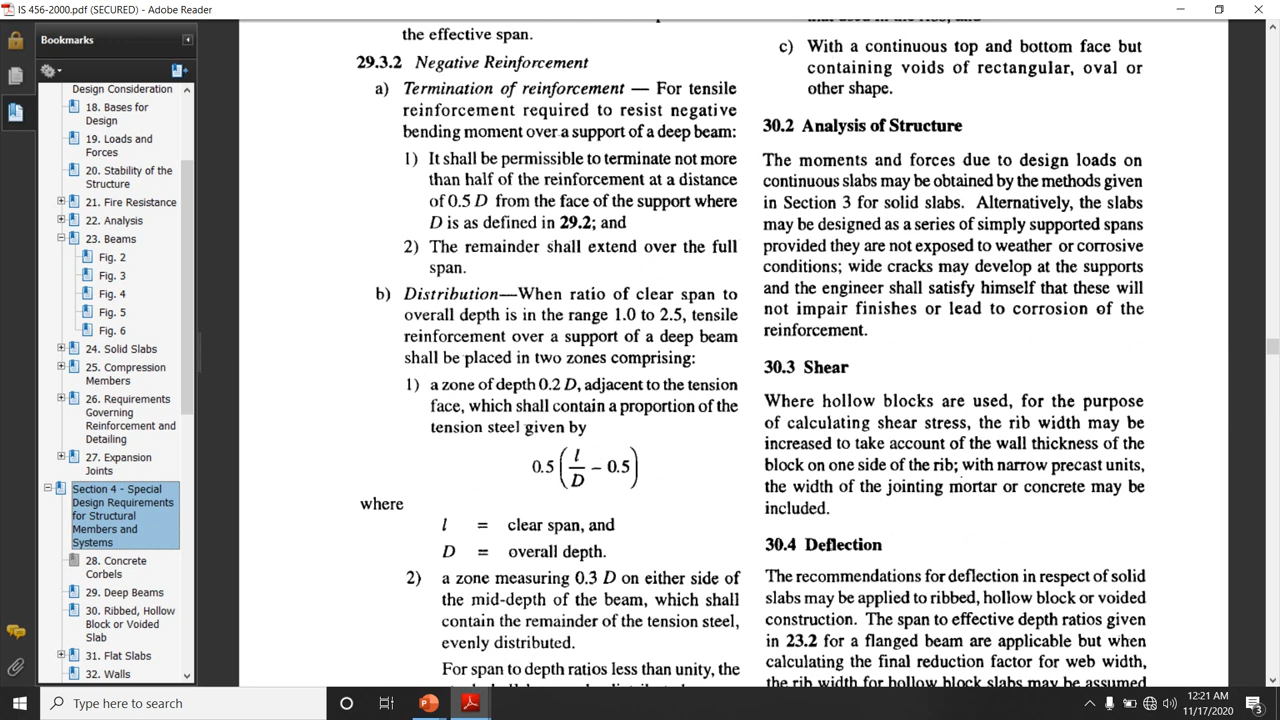 IS 456-2000.pdf (SECURED) - Adobe Reader
Bookmarks
Design Consideration
18. Bases for
Design
19. Loads and
Forces
20. Stability of the
Structure
21. Fire Resistance
22. Analysis
23. Beams
Fig. 2
Fig. 3
Fig. 4
Fig. 5
Fig. 6
24. Solid Slabs
25. Compression
Members
26. Requirements
Governing
Reinforcement and
Detailing
27. Expansion
Joints
Section 4 - Special
Design Requirements
for Structural
Members and
Systems
28. Concrete
Corbels
29. Deep Beams
30. Ribbed, Hollow
Block or Voided
Slab
31. Flat Slabs
32. Walls
the effective span.
29.3.2 Negative Reinforcement
a) Termination of reinforcement — For tensile
reinforcement required to resist negative
bending moment over a support of a deep beam:
1) It shall be permissible to terminate not more
than half of the reinforcement at a distance
of 0.5 D from the face of the support where
D is as defined in 29.2; and
2) The remainder shall extend over the full
span.
b) Distribution—When ratio of clear span to
overall depth is in the range 1.0 to 2.5, tensile
reinforcement over a support of a deep beam
shall be placed in two zones comprising:
1) a zone of depth 0.2 D, adjacent to the tension
face, which shall contain a proportion of the
tension steel given by
0.5 (l/D – 0.5)
where
l = clear span, and
D = overall depth.
2) a zone measuring 0.3 D on either side of
the mid-depth of the beam, which shall
contain the remainder of the tension steel,
evenly distributed.
For span to depth ratios less than unity, the
c) With a continuous top and bottom face but
containing voids of rectangular, oval or
other shape.
30.2 Analysis of Structure
The moments and forces due to design loads on
continuous slabs may be obtained by the methods given
in Section 3 for solid slabs. Alternatively, the slabs
may be designed as a series of simply supported spans
provided they are not exposed to weather or corrosive
conditions; wide cracks may develop at the supports
and the engineer shall satisfy himself that these will
not impair finishes or lead to corrosion of the
reinforcement.
30.3 Shear
Where hollow blocks are used, for the purpose
of calculating shear stress, the rib width may be
increased to take account of the wall thickness of the
block on one side of the rib; with narrow precast units,
the width of the jointing mortar or concrete may be
included.
30.4 Deflection
The recommendations for deflection in respect of solid
slabs may be applied to ribbed, hollow block or voided
construction. The span to effective depth ratios given
in 23.2 for a flanged beam are applicable but when
calculating the final reduction factor for web width,
the rib width for hollow block slabs may be assumed
Type here to search
12:21 AM
11/17/2020
3